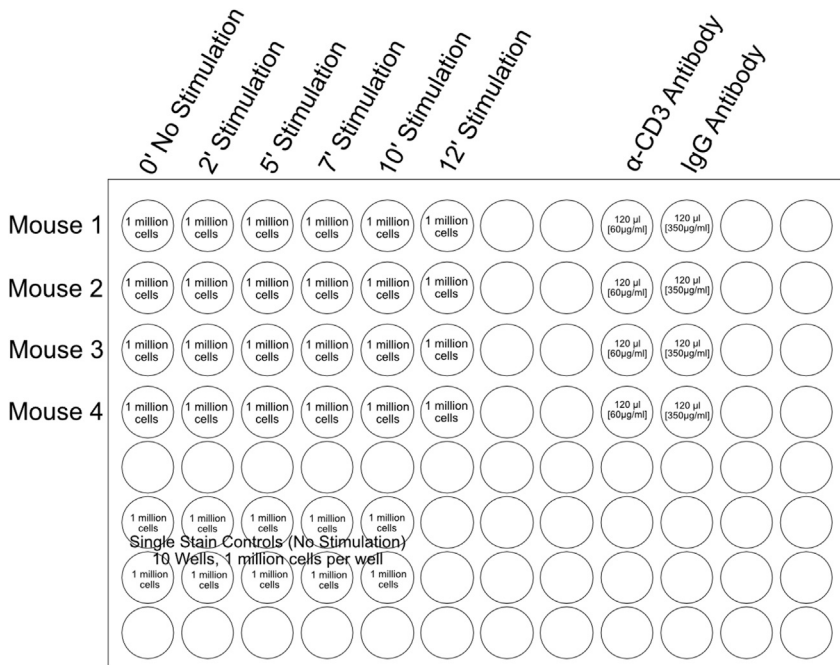 0' No Stimulation
2' Stimulation
5' Stimulation
7' Stimulation
10' Stimulation
12' Stimulation
α-CD3 Antibody
IgG Antibody
Mouse 1
1 million cells 1 million cells 1 million cells 1 million cells 1 million cells 1 million cells 120 µl [60µg/ml] 120 µl [350µg/ml]
Mouse 2
1 million cells 1 million cells 1 million cells 1 million cells 1 million cells 1 million cells 120 µl [60µg/ml] 120 µl [350µg/ml]
Mouse 3
1 million cells 1 million cells 1 million cells 1 million cells 1 million cells 1 million cells 120 µl [60µg/ml] 120 µl [350µg/ml]
Mouse 4
1 million cells 1 million cells 1 million cells 1 million cells 1 million cells 1 million cells 120 µl [60µg/ml] 120 µl [350µg/ml]
1 million cells 1 million cells 1 million cells 1 million cells 1 million cells
Single Stain Controls (No Stimulation)
10 Wells, 1 million cells per well
1 million cells 1 million cells 1 million cells 1 million cells 1 million cells